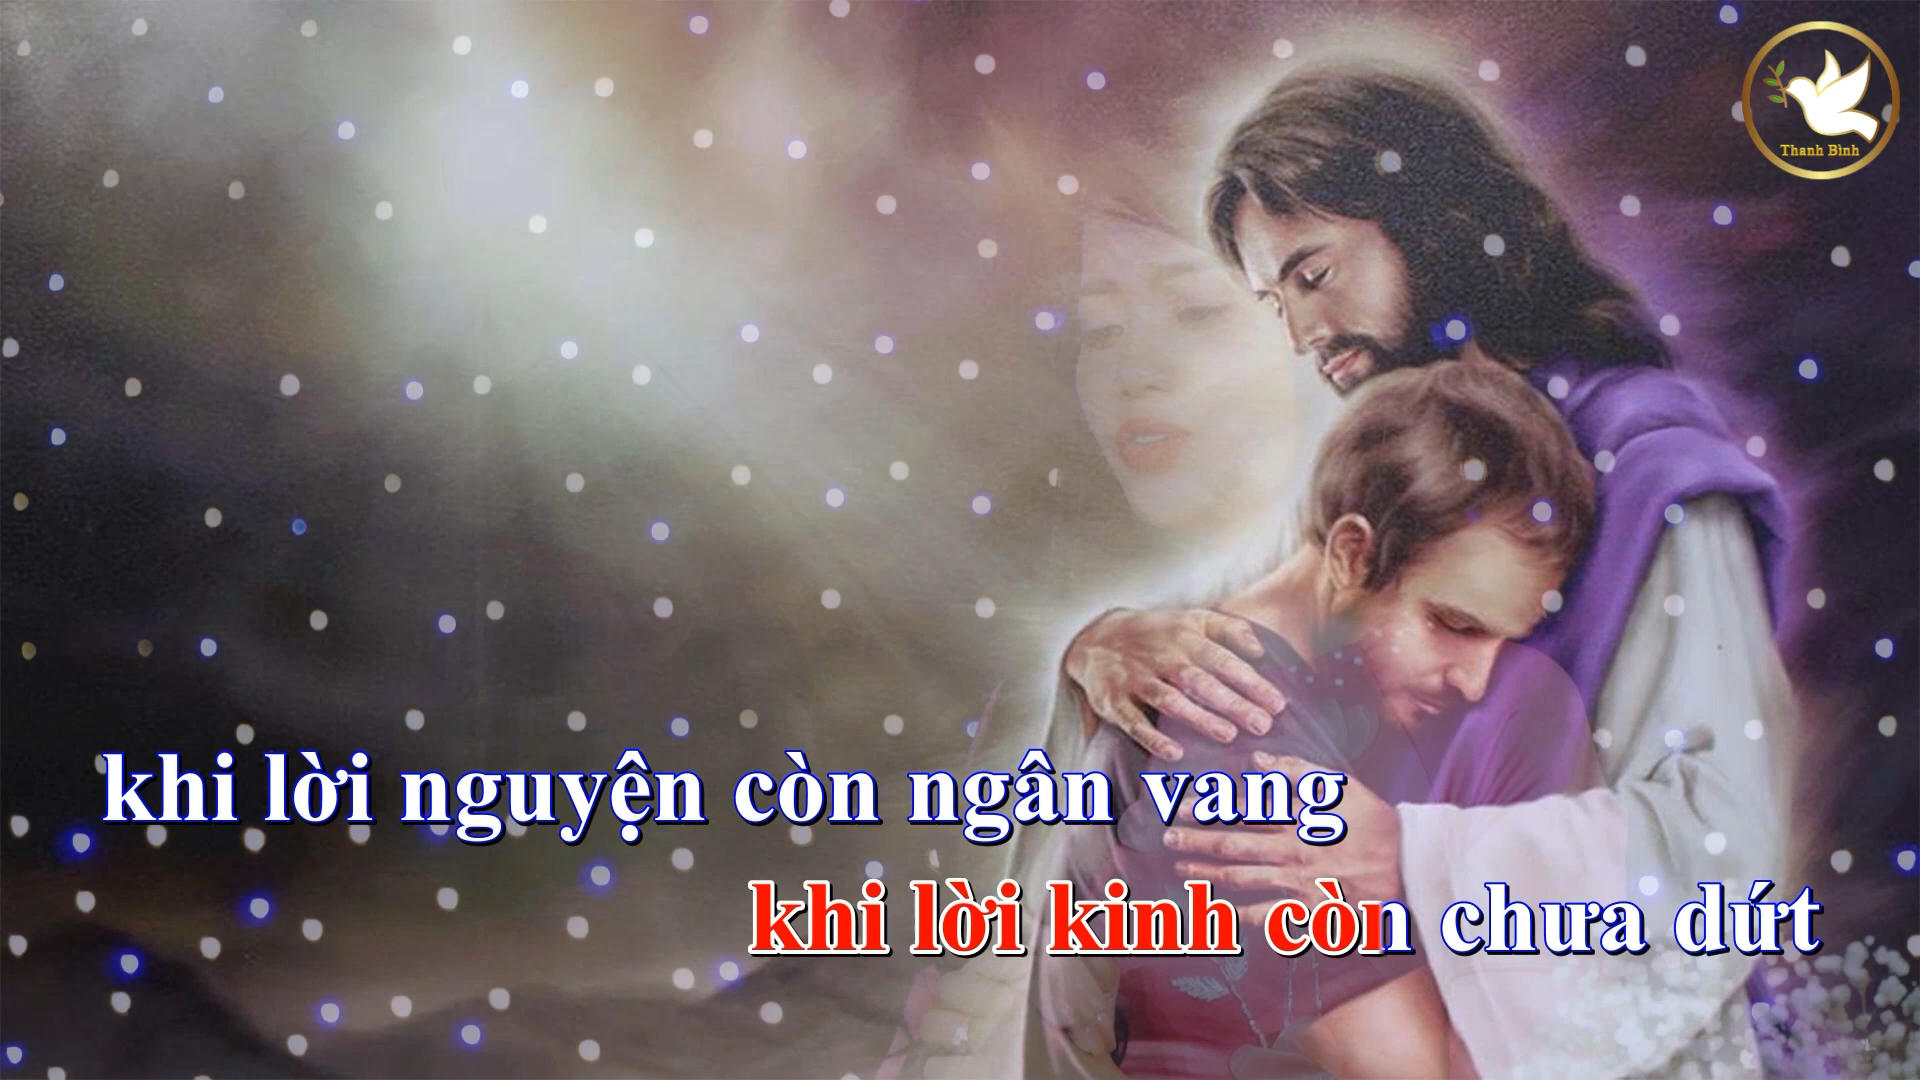 Thanh Bình
khi lời nguyện còn ngân vang
khi lời kinh còn chưa dứt